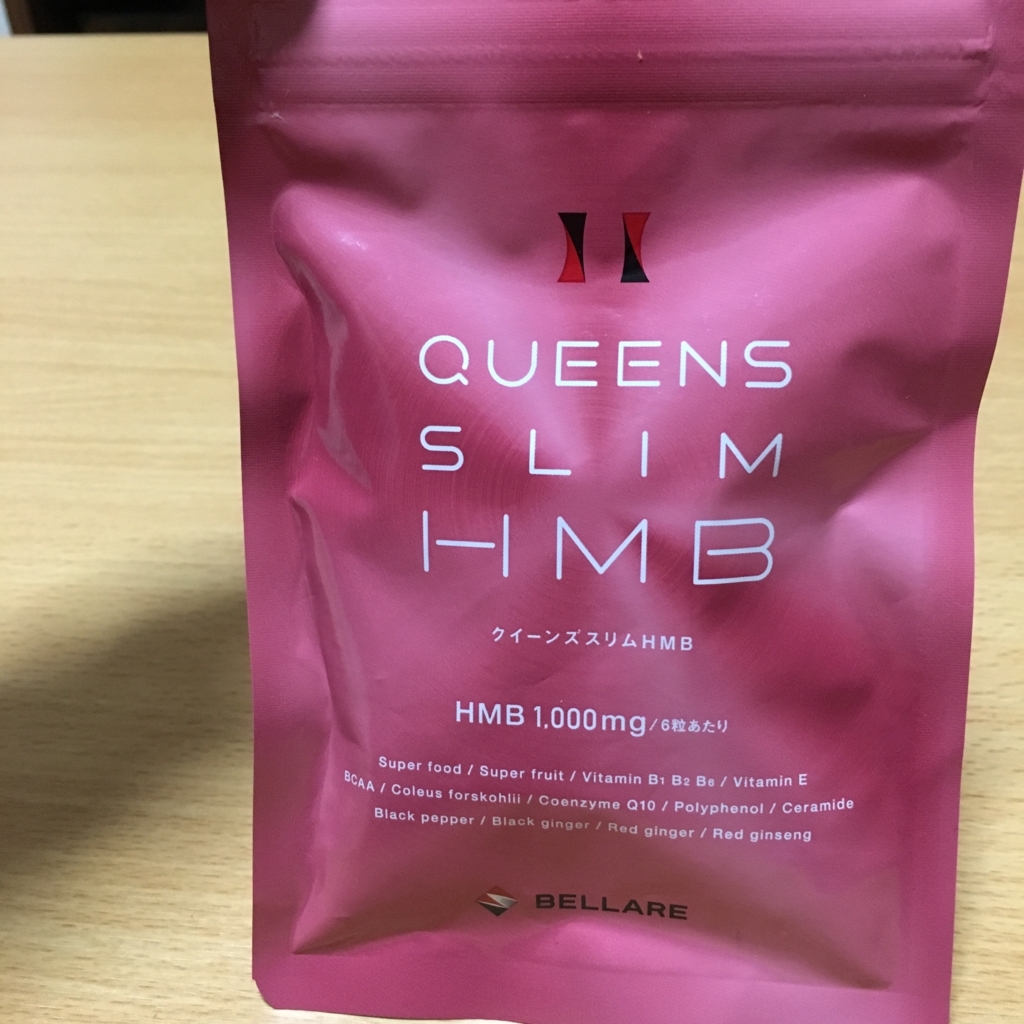 QUEENS
SLIM
HMB
クイーンズスリムHMB
HMB 1,000mg/6粒あたり
Super food / Super fruit / Vitamin B₁ B₂ B₆ / Vitamin E
BCAA / Coleus forskohlii / Coenzyme Q10 / Polyphenol / Ceramide
Black pepper / Black ginger / Red ginger / Red ginseng
BELLARE